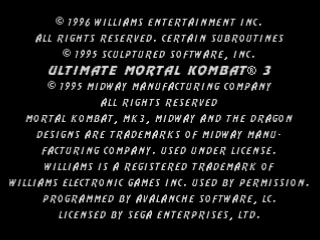 © 1996 WILLIAMS ENTERTAINMENT INC.
ALL RIGHTS RESERVED. CERTAIN SUBROUTINES
© 1995 SCULPTURED SOFTWARE, INC.
ULTIMATE MORTAL KOMBAT® 3
© 1995 MIDWAY MANUFACTURING COMPANY
ALL RIGHTS RESERVED
MORTAL KOMBAT, MK3, MIDWAY AND THE DRAGON
DESIGNS ARE TRADEMARKS OF MIDWAY MANU-
FACTURING COMPANY. USED UNDER LICENSE.
WILLIAMS IS A REGISTERED TRADEMARK OF
WILLIAMS ELECTRONIC GAMES INC. USED BY PERMISSION.
PROGRAMMED BY AVALANCHE SOFTWARE, LC.
LICENSED BY SEGA ENTERPRISES, LTD.